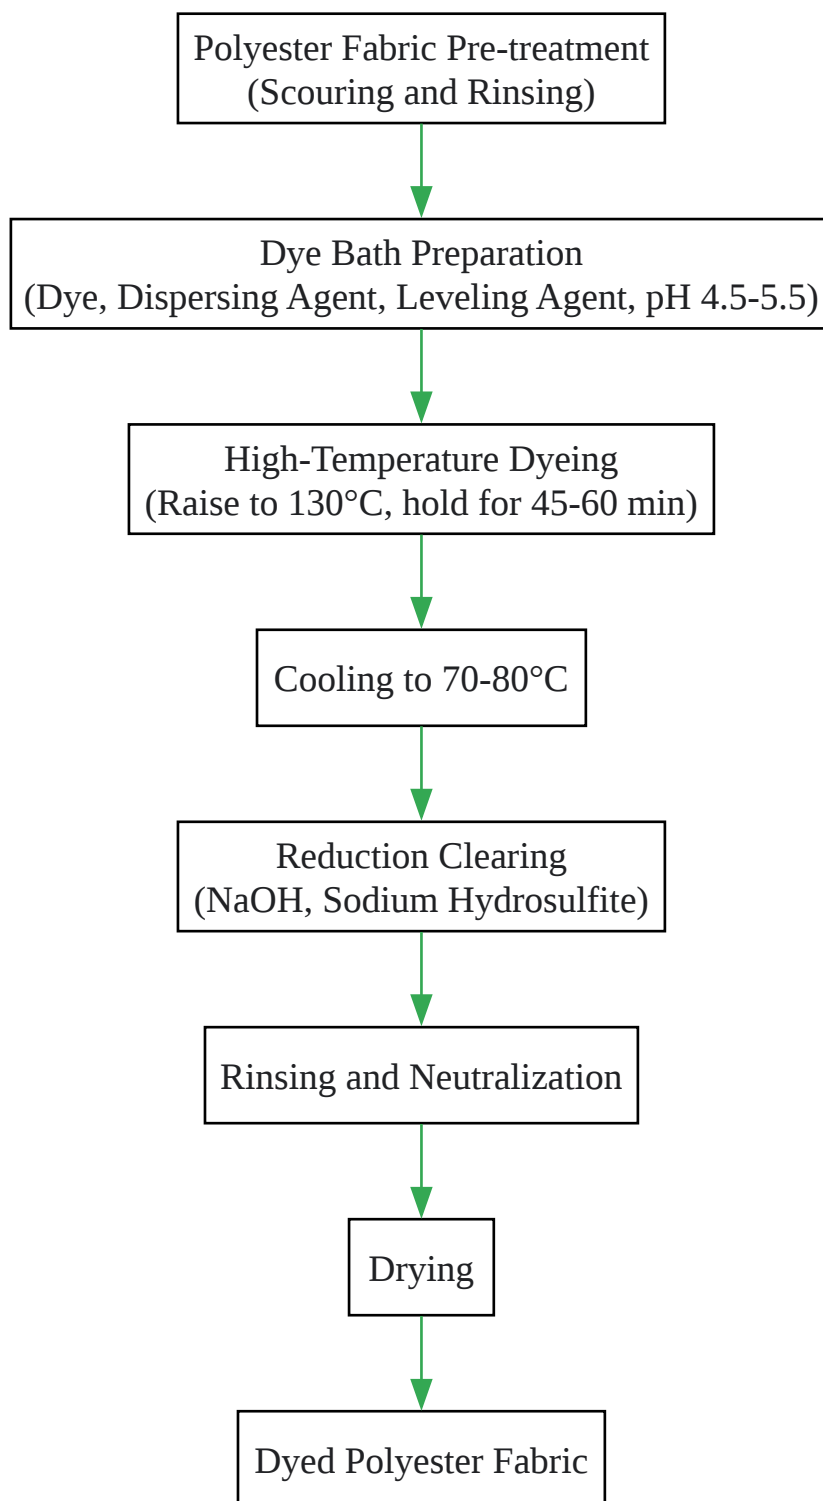 Polyester Fabric Pre-treatment
(Scouring and Rinsing)
Dye Bath Preparation
(Dye, Dispersing Agent, Leveling Agent, pH 4.5-5.5)
High-Temperature Dyeing
(Raise to 130°C, hold for 45-60 min)
Cooling to 70-80°C
Reduction Clearing
(NaOH, Sodium Hydrosulfite)
Rinsing and Neutralization
Drying
Dyed Polyester Fabric